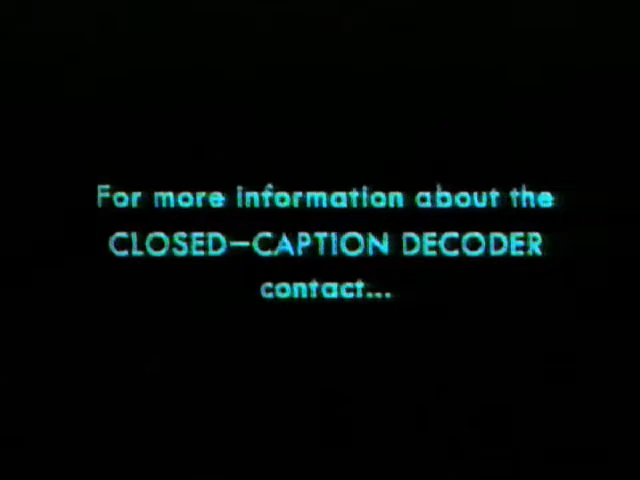 For more information about the
CLOSED-CAPTION DECODER
contact...